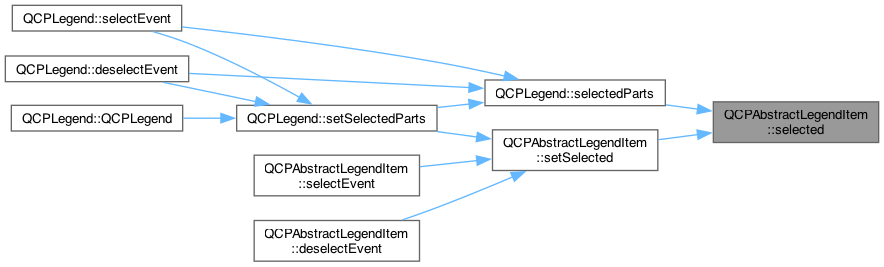 QCPLegend::selectEvent
QCPLegend::deselectEvent
QCPLegend::QCPLegend
QCPLegend::setSelectedParts
QCPAbstractLegendItem
::selectEvent
QCPAbstractLegendItem
::deselectEvent
QCPLegend::selectedParts
QCPAbstractLegendItem
::setSelected
QCPAbstractLegendItem
::selected